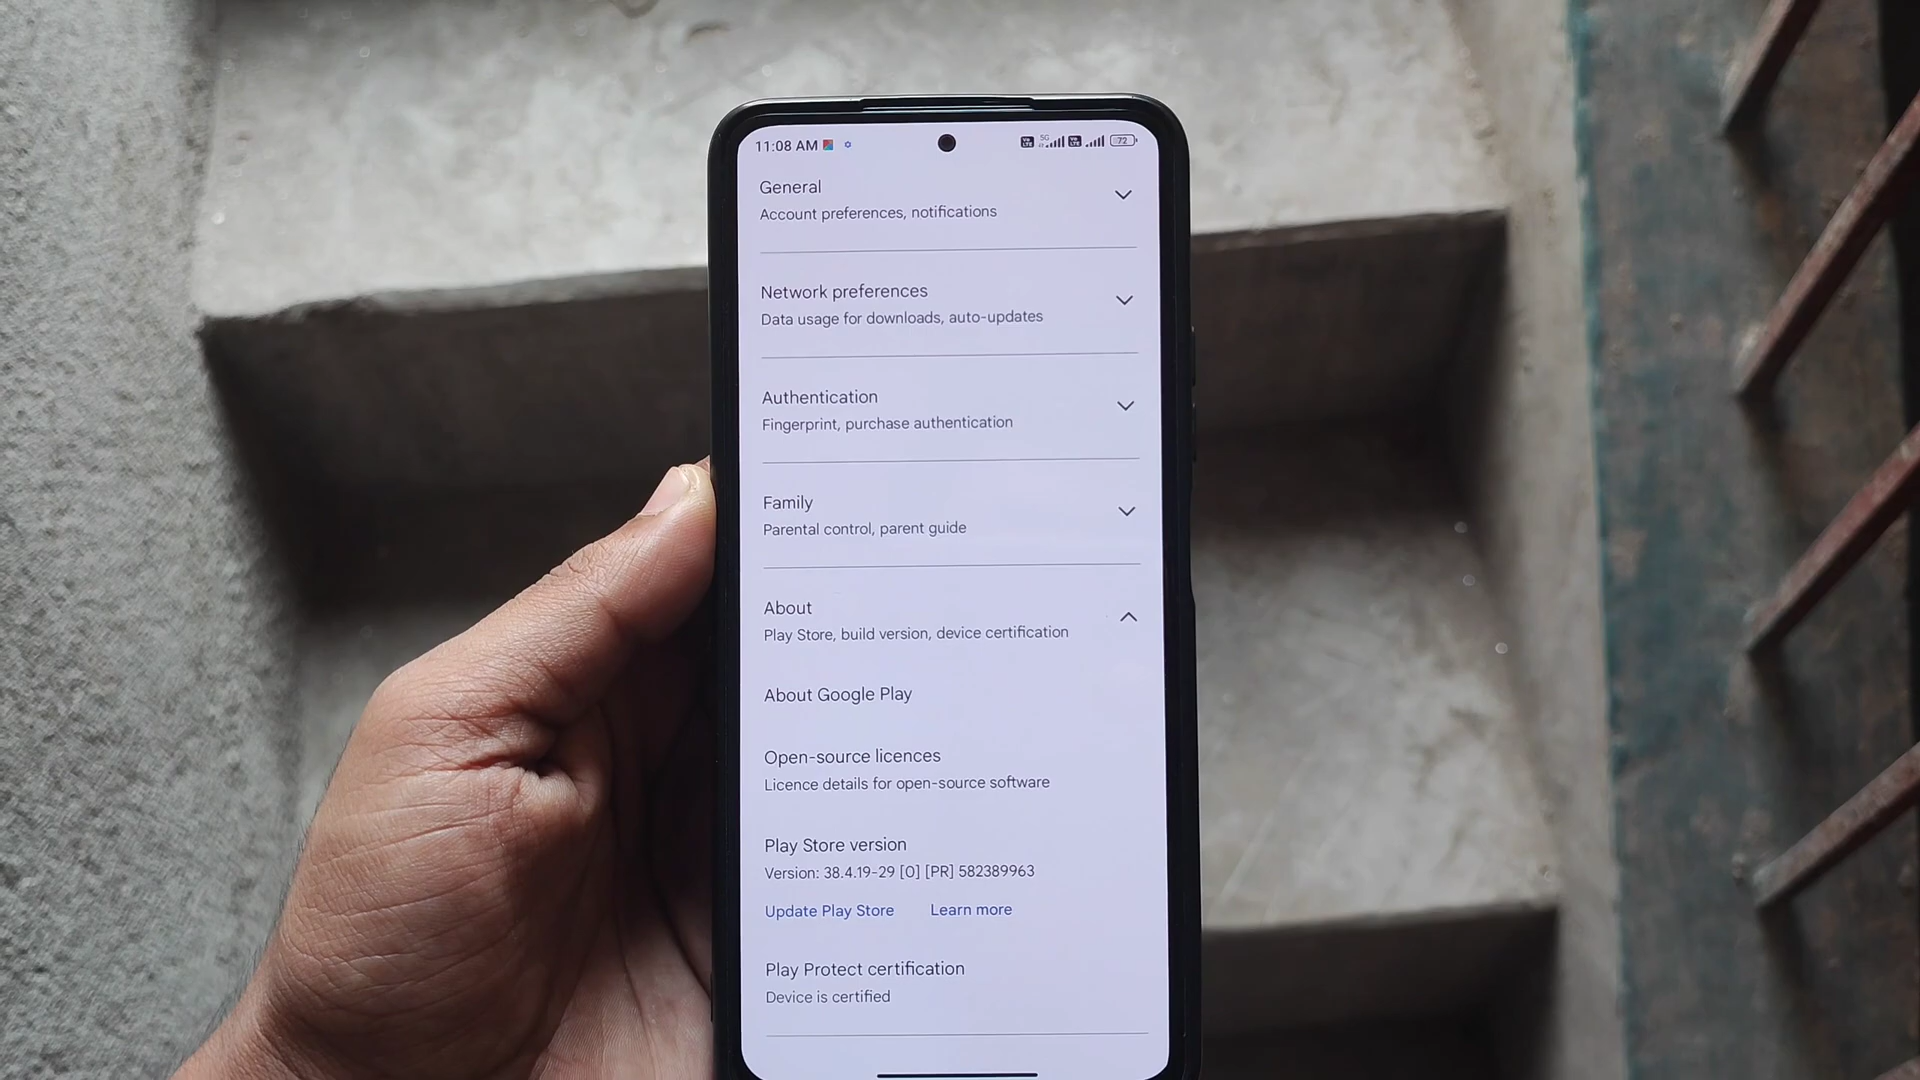 11:08 AM
5G
72
General
Account preferences, notifications
Network preferences
Data usage for downloads, auto-updates
Authentication
Fingerprint, purchase authentication
Family
Parental control, parent guide
About
Play Store, build version, device certification
About Google Play
Open-source licences
Licence details for open-source software
Play Store version
Version: 38.4.19-29 [0] [PR] 582389963
Update Play Store Learn more
Play Protect certification
Device is certified